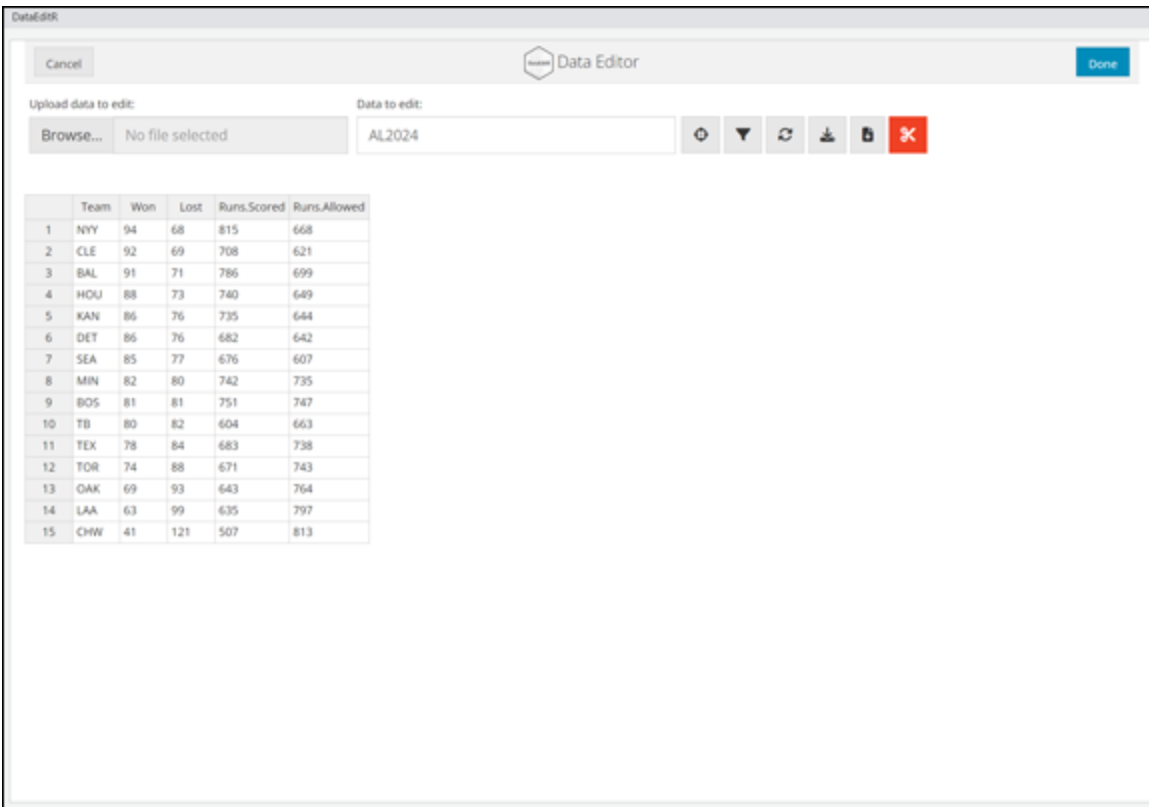 DataEditR
Cancel Data Editor Done
Upload data to edit: Data to edit:
Browse... No file selected AL2024
Team Won Lost Runs.Scored Runs.Allowed
1 NYY 94 68 815 668
2 CLE 92 69 708 621
3 BAL 91 71 786 699
4 HOU 88 73 740 649
5 KAN 86 76 735 644
6 DET 86 76 682 642
7 SEA 85 77 676 607
8 MIN 82 80 742 735
9 BOS 81 81 751 747
10 TB 80 82 604 663
11 TEX 78 84 683 738
12 TOR 74 88 671 743
13 OAK 69 93 643 764
14 LAA 63 99 635 797
15 CHW 41 121 507 813